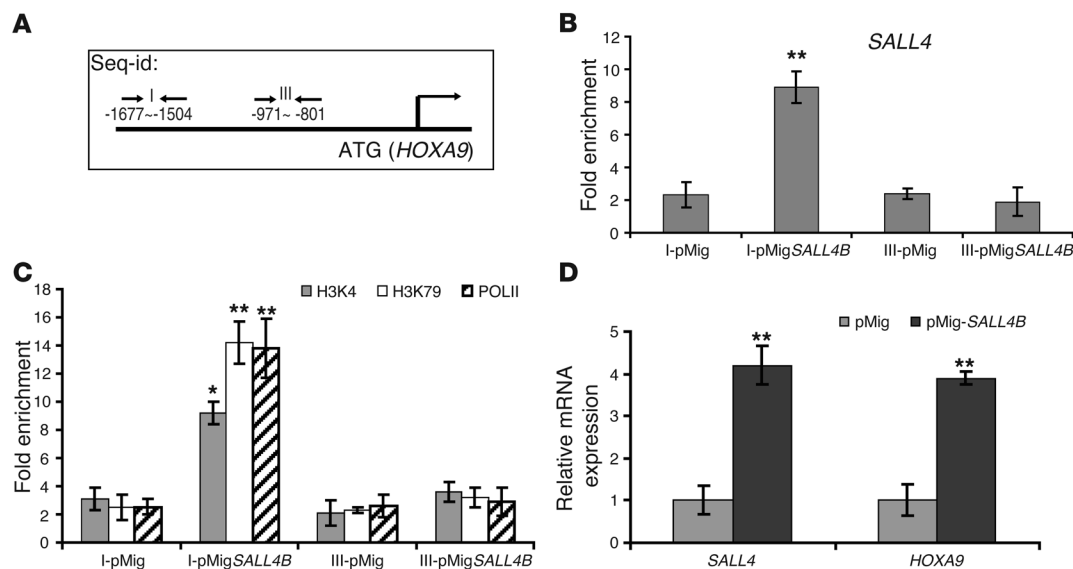 A
Seq-id:
I
III
-1677~-1504
-971~ -801
ATG (HOXA9)
B
SALL4
Fold enrichment
12
10
8
6
4
2
0
**
I-pMig
I-pMigSALL4B
III-pMig
III-pMigSALL4B
C
H3K4
H3K79
POLII
Fold enrichment
18
16
14
12
10
8
6
4
2
0
*
**
**
I-pMig
I-pMigSALL4B
III-pMig
III-pMigSALL4B
D
pMig
pMig-SALL4B
Relative mRNA
expression
5
4
3
2
1
0
**
**
SALL4
HOXA9